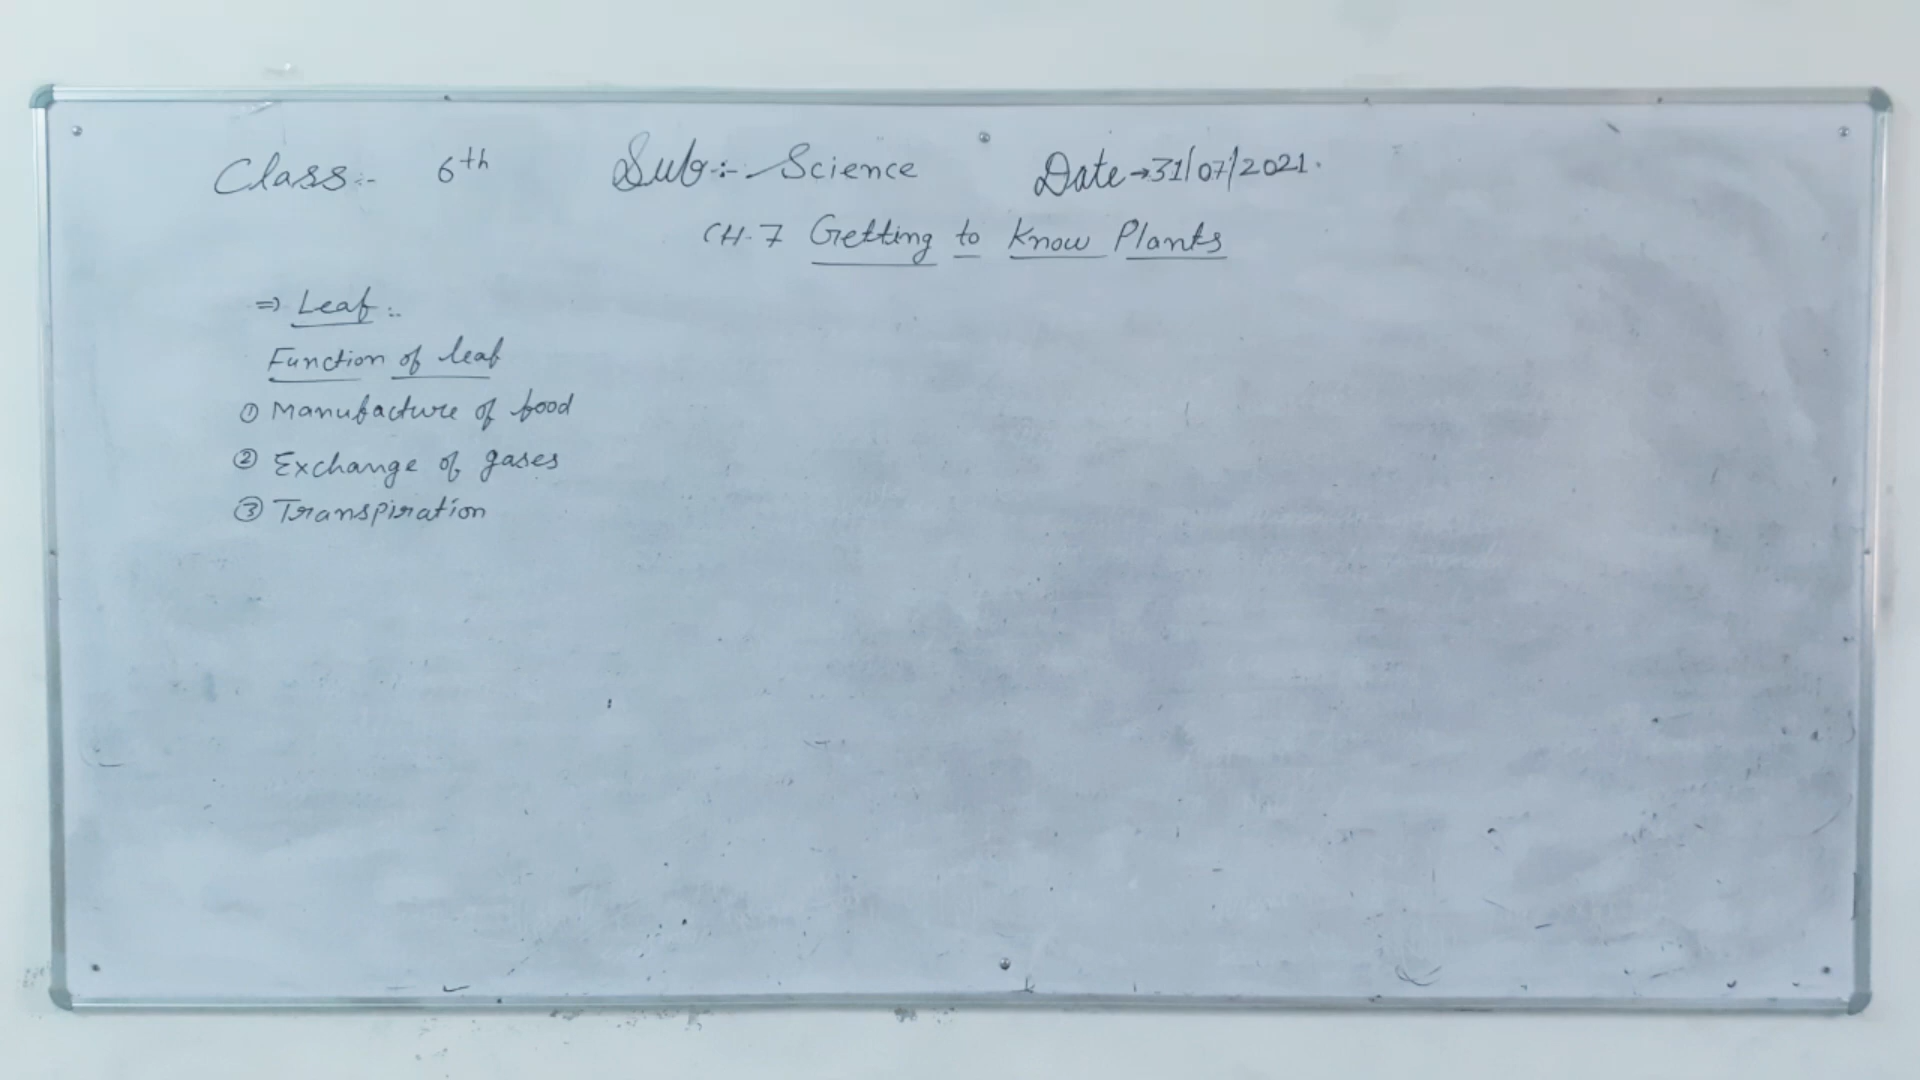 Class:- 6th Sub:- Science Date→31/07/2021.
CH-7 Getting to Know Plants
⇒ Leaf:-
Function of leaf
① Manufacture of food
② Exchange of gases
③ Transpiration